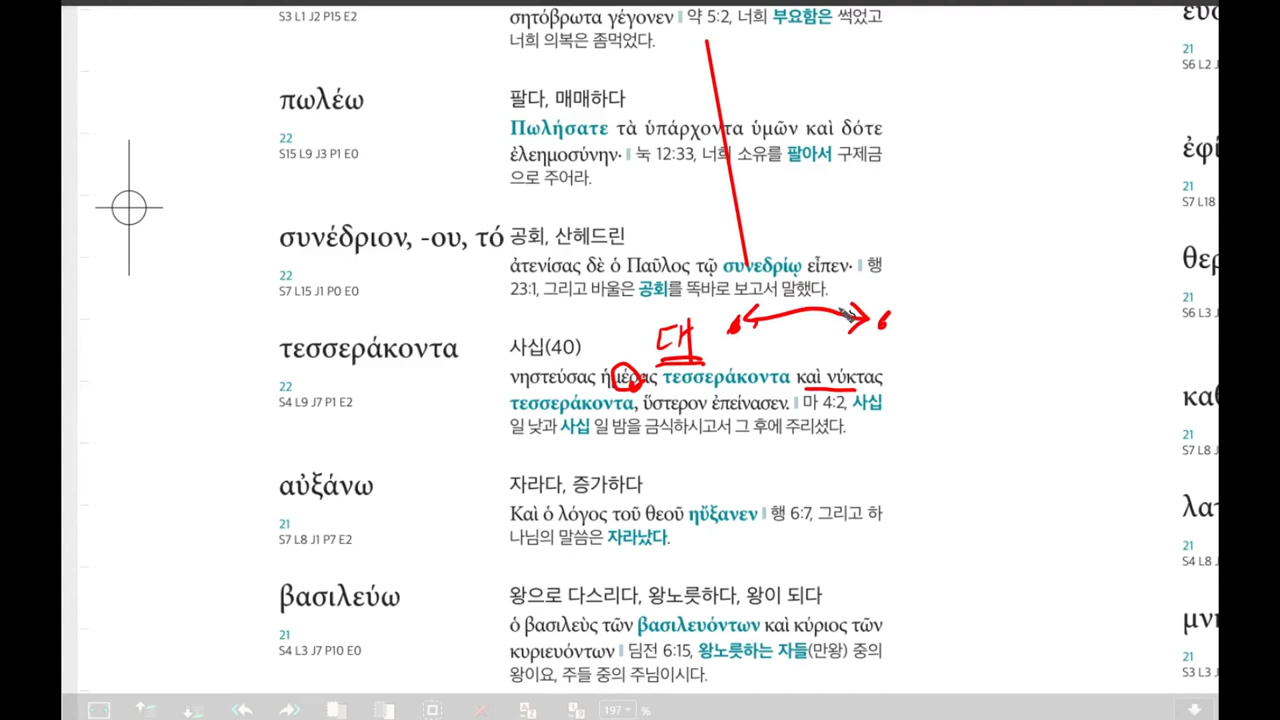 S3 L1 J2 P15 E2
σητόβρωτα γέγονεν ‖ 약 5:2, 너희 부요함은 썩었고
너희 의복은 좀먹었다.
πωλέω
22
S15 L9 J3 P1 E0
팔다, 매매하다
Πωλήσατε τὰ ὑπάρχοντα ὑμῶν καὶ δότε
ἐλεημοσύνην· ‖ 눅 12:33, 너희 소유를 팔아서 구제금
으로 주어라.
συνέδριον, -ου, τό
22
S7 L15 J1 P0 E0
공회, 산헤드린
ἀτενίσας δὲ ὁ Παῦλος τῷ συνεδρίῳ εἶπεν· ‖ 행
23:1, 그리고 바울은 공회를 똑바로 보고서 말했다.
대
τεσσεράκοντα
22
S4 L9 J7 P1 E2
사십(40)
νηστεύσας ἡμέρας τεσσεράκοντα καὶ νύκτας
τεσσεράκοντα, ὕστερον ἐπείνασεν. ‖ 마 4:2, 사십
일 낮과 사십 일 밤을 금식하시고서 그 후에 주리셨다.
αὐξάνω
21
S7 L8 J1 P7 E2
자라다, 증가하다
Καὶ ὁ λόγος τοῦ θεοῦ ηὔξανεν ‖ 행 6:7, 그리고 하
나님의 말씀은 자라났다.
βασιλεύω
21
S4 L3 J7 P10 E0
왕으로 다스리다, 왕노릇하다, 왕이 되다
ὁ βασιλεὺς τῶν βασιλευόντων καὶ κύριος τῶν
κυριευόντων ‖ 딤전 6:15, 왕노릇하는 자들(만왕) 중의
왕이요, 주들 중의 주님이시다.
21
S6 L2 J
ἐφί
21
S7 L18
θερ
21
S6 L3 J
καθ
21
S7 L8
λατ
21
S4 L8 J
μνη
21
S3 L3 J
197 %